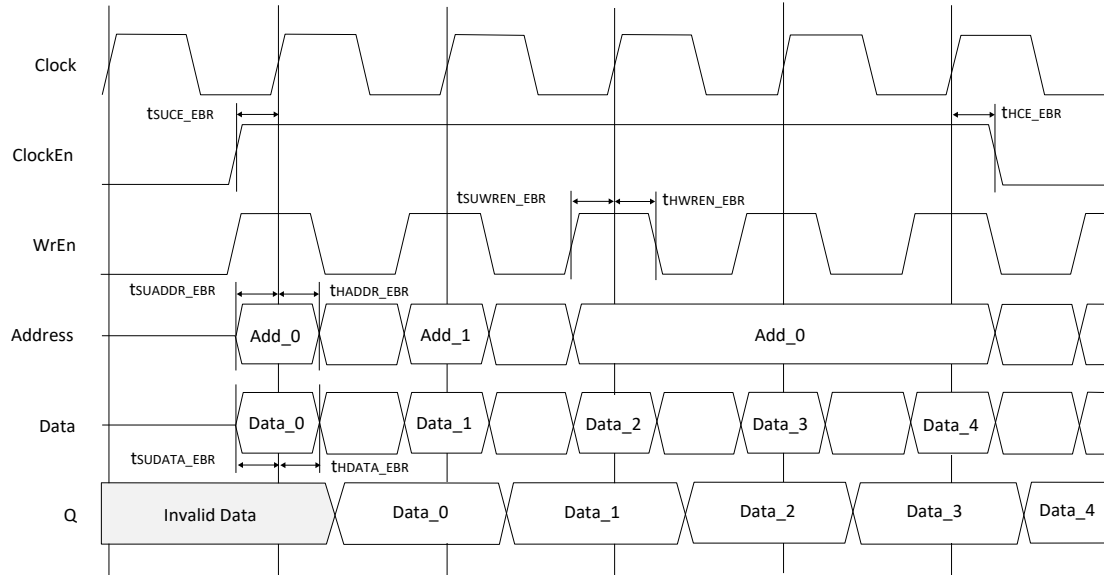 Clock
tSUCE_EBR
tHCE_EBR
ClockEn
tSUWREN_EBR
tHWREN_EBR
WrEn
tSUADDR_EBR
tHADDR_EBR
Address Add_0 Add_1 Add_0
Data Data_0 Data_1 Data_2 Data_3 Data_4
tSUDATA_EBR
tHDATA_EBR
Q Invalid Data Data_0 Data_1 Data_2 Data_3 Data_4